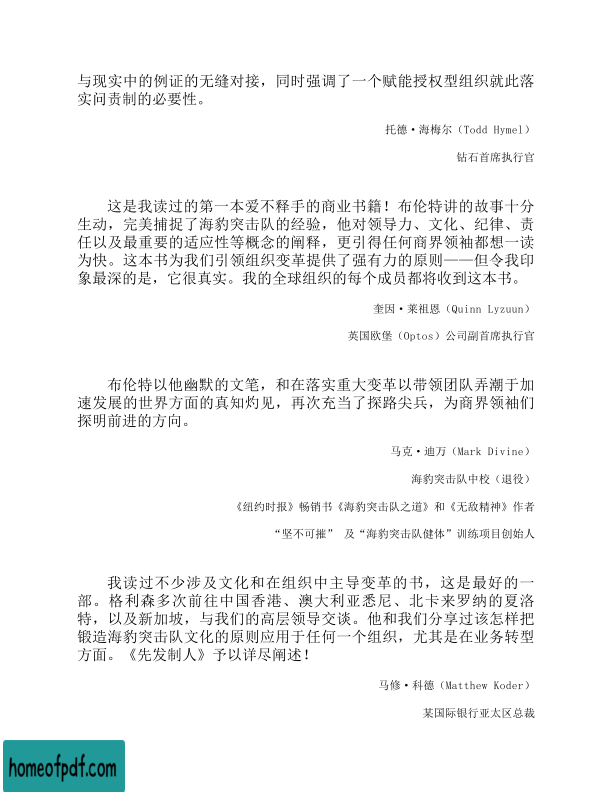 与现实中的例证的无缝对接，同时强调了一个赋能授权型组织就此落
实问责制的必要性。
托德·海梅尔（Todd Hymel）
钻石首席执行官
这是我读过的第一本爱不释手的商业书籍！布伦特讲的故事十分
生动，完美捕捉了海豹突击队的经验，他对领导力、文化、纪律、责
任以及最重要的适应性等概念的阐释，更引得任何商界领袖都想一读
为快。这本书为我们引领组织变革提供了强有力的原则——但令我印
象最深的是，它很真实。我的全球组织的每个成员都将收到这本书。
奎因·莱祖恩（Quinn Lyzuun）
英国欧堡（Optos）公司副首席执行官
布伦特以他幽默的文笔，和在落实重大变革以带领团队弄潮于加
速发展的世界方面的真知灼见，再次充当了探路尖兵，为商界领袖们
探明前进的方向。
马克·迪万（Mark Divine）
海豹突击队中校（退役）
《纽约时报》畅销书《海豹突击队之道》和《无敌精神》作者
“坚不可摧” 及“海豹突击队健体”训练项目创始人
我读过不少涉及文化和在组织中主导变革的书，这是最好的一
部。格利森多次前往中国香港、澳大利亚悉尼、北卡来罗纳的夏洛
特，以及新加坡，与我们的高层领导交谈。他和我们分享过该怎样把
锻造海豹突击队文化的原则应用于任何一个组织，尤其是在业务转型
方面。《先发制人》予以详尽阐述！
马修·科德（Matthew Koder）
某国际银行亚太区总裁
homeofpdf.com